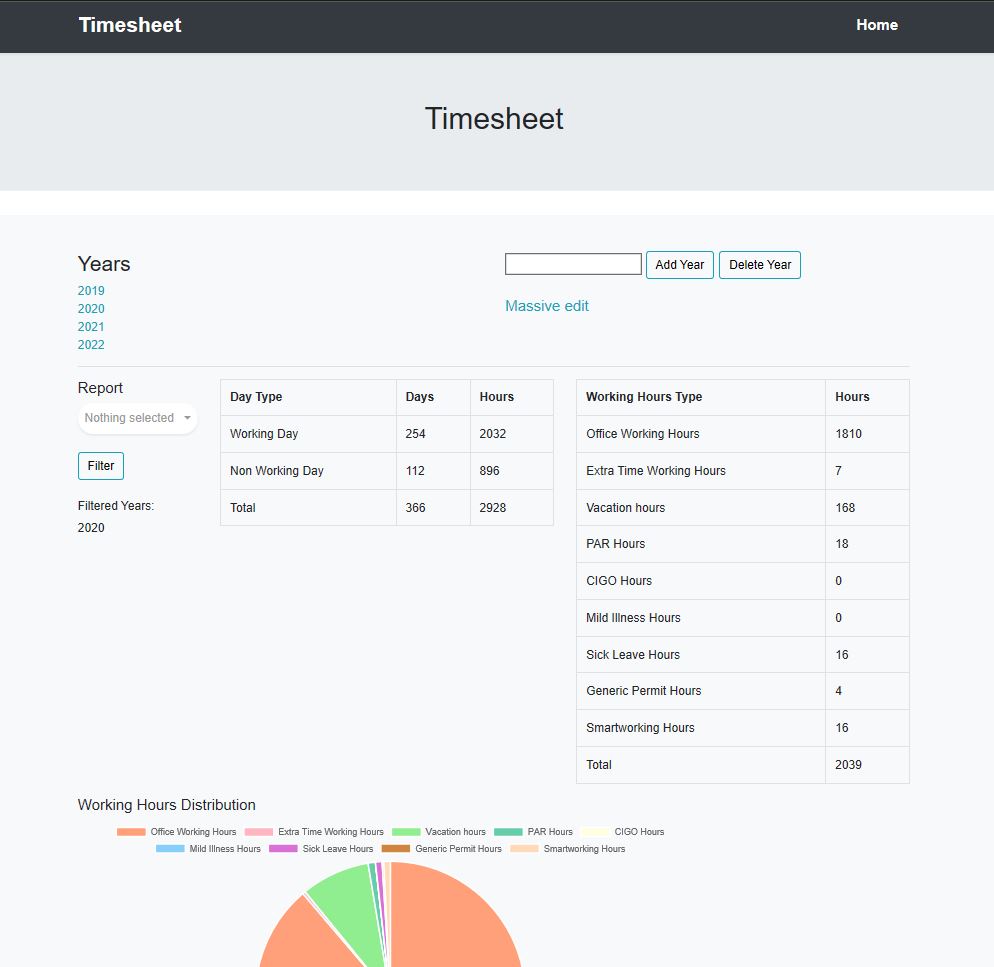 Timesheet Home
Timesheet
Years
2019
2020
2021
2022
Add Year Delete Year
Massive edit
Report
Nothing selected
Filter
Filtered Years:
2020
Day Type Days Hours
Working Day 254 2032
Non Working Day 112 896
Total 366 2928
Working Hours Type Hours
Office Working Hours 1810
Extra Time Working Hours 7
Vacation hours 168
PAR Hours 18
CIGO Hours 0
Mild Illness Hours 0
Sick Leave Hours 16
Generic Permit Hours 4
Smartworking Hours 16
Total 2039
Working Hours Distribution
Office Working Hours Extra Time Working Hours Vacation hours PAR Hours CIGO Hours
Mild Illness Hours Sick Leave Hours Generic Permit Hours Smartworking Hours